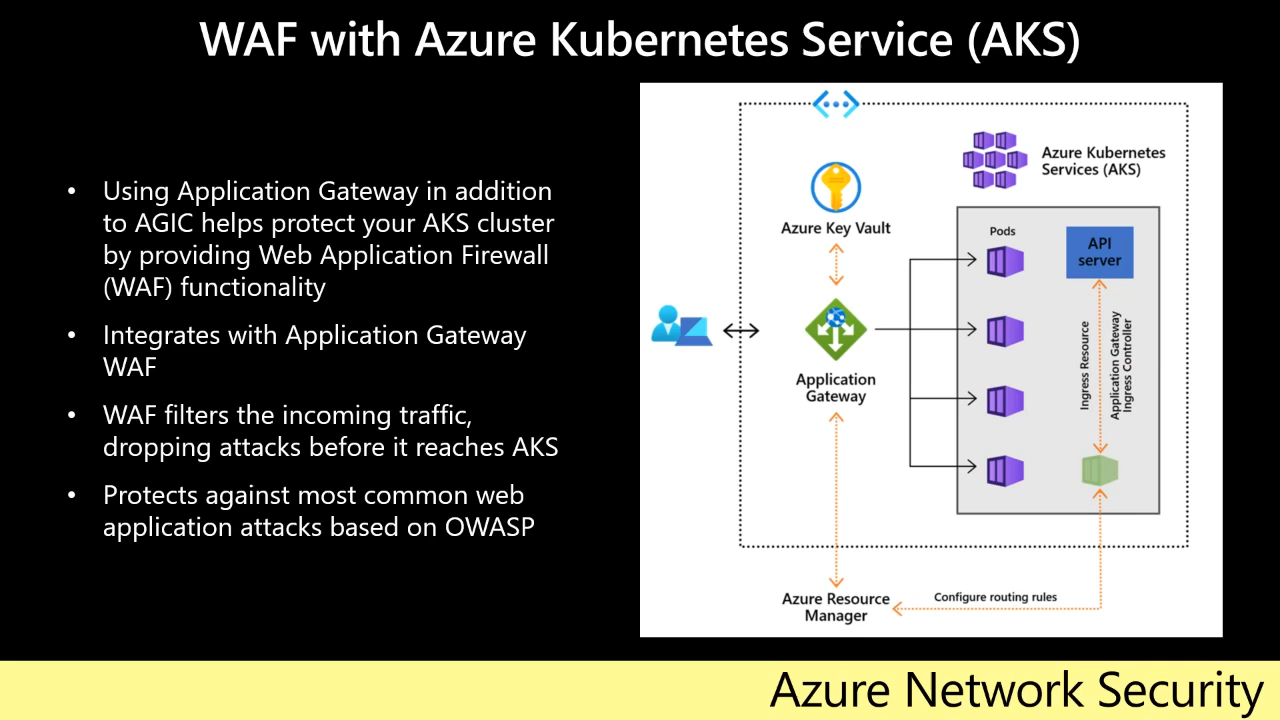 WAF with Azure Kubernetes Service (AKS)
• Using Application Gateway in addition
to AGIC helps protect your AKS cluster
by providing Web Application Firewall
(WAF) functionality
• Integrates with Application Gateway
WAF
• WAF filters the incoming traffic,
dropping attacks before it reaches AKS
• Protects against most common web
application attacks based on OWASP
Azure Kubernetes
Services (AKS)
Azure Key Vault
Pods
API
server
Application
Gateway
Ingress Resource
Application Gateway
Ingress Controller
Azure Resource
Manager
Configure routing rules
Azure Network Security